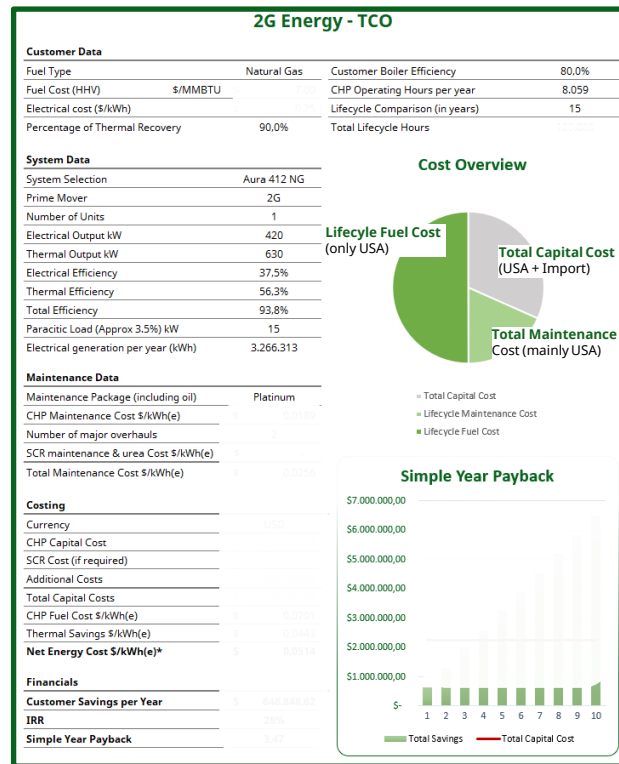 2G Energy - TCO
Customer Data
Fuel Type Natural Gas Customer Boiler Efficiency 80,0%
Fuel Cost (HHV) $/MMBTU CHP Operating Hours per year 8.059
Electrical cost ($/kWh) Lifecycle Comparison (in years) 15
Percentage of Thermal Recovery 90,0% Total Lifecycle Hours
System Data
System Selection Aura 412 NG
Prime Mover 2G
Number of Units 1
Electrical Output kW 420
Thermal Output kW 630
Electrical Efficiency 37,5%
Thermal Efficiency 56,3%
Total Efficiency 93,8%
Paracitic Load (Approx 3.5%) kW 15
Electrical generation per year (kWh) 3.266.313
Maintenance Data
Maintenance Package (including oil) Platinum
CHP Maintenance Cost $/kWh(e)
Number of major overhauls 2
SCR maintenance & urea Cost $/kWh(e)
Total Maintenance Cost $/kWh(e)
Costing
Currency USD
CHP Capital Cost
SCR Cost (if required)
Additional Costs
Total Capital Costs
CHP Fuel Cost $/kWh(e) $
Thermal Savings $/kWh(e) $
Net Energy Cost $/kWh(e)* $
Financials
Customer Savings per Year $
IRR
Simple Year Payback 3,47
Cost Overview
Lifecyle Fuel Cost
(only USA)
Total Capital Cost
(USA + Import)
Total Maintenance
Cost (mainly USA)
Total Capital Cost
Lifecycle Maintenance Cost
Lifecycle Fuel Cost
Simple Year Payback
$7.000.000,00
$6.000.000,00
$5.000.000,00
$4.000.000,00
$3.000.000,00
$2.000.000,00
$1.000.000,00
$-
1 2 3 4 5 6 7 8 9 10
Total Savings Total Capital Cost